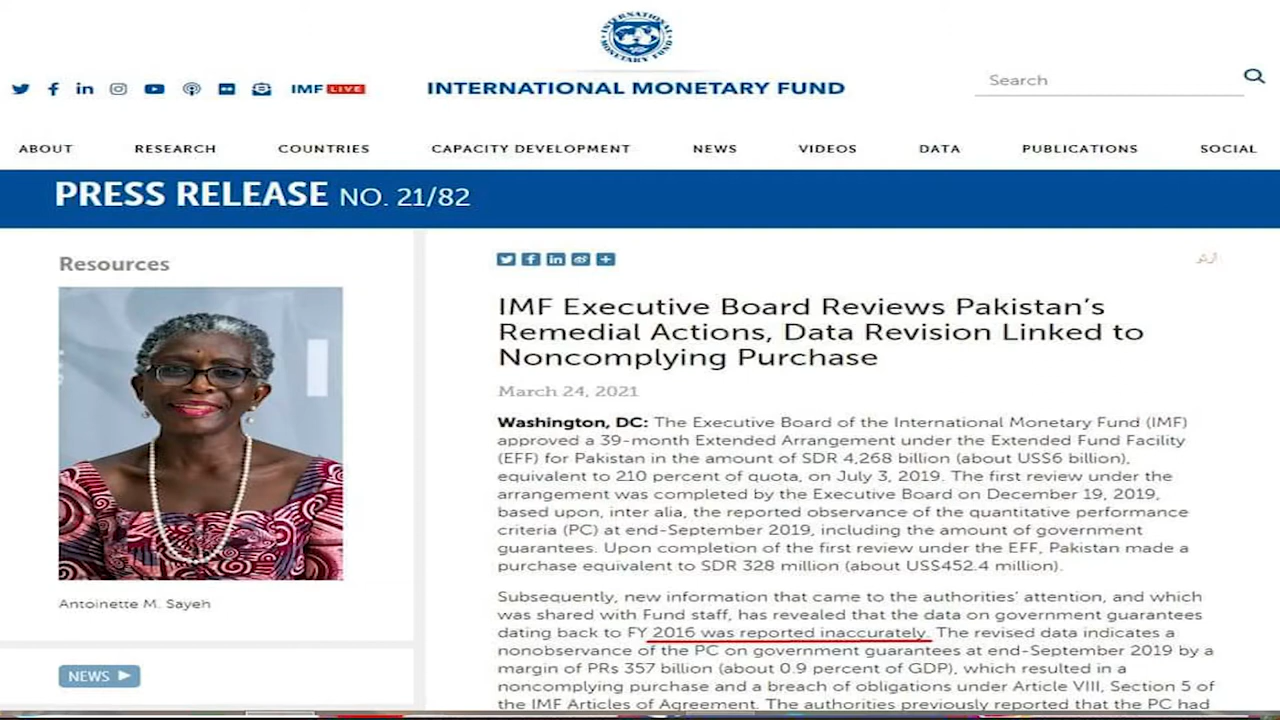 INTERNATIONAL MONETARY FUND
IMF LIVE
INTERNATIONAL MONETARY FUND
Search
ABOUT RESEARCH COUNTRIES CAPACITY DEVELOPMENT NEWS VIDEOS DATA PUBLICATIONS SOCIAL
PRESS RELEASE NO. 21/82
Resources
Antoinette M. Sayeh
NEWS
IMF Executive Board Reviews Pakistan's
Remedial Actions, Data Revision Linked to
Noncomplying Purchase
March 24, 2021
Washington, DC: The Executive Board of the International Monetary Fund (IMF)
approved a 39-month Extended Arrangement under the Extended Fund Facility
(EFF) for Pakistan in the amount of SDR 4,268 billion (about US$6 billion),
equivalent to 210 percent of quota, on July 3, 2019. The first review under the
arrangement was completed by the Executive Board on December 19, 2019,
based upon, inter alia, the reported observance of the quantitative performance
criteria (PC) at end-September 2019, including the amount of government
guarantees. Upon completion of the first review under the EFF, Pakistan made a
purchase equivalent to SDR 328 million (about US$452.4 million).
Subsequently, new information that came to the authorities' attention, and which
was shared with Fund staff, has revealed that the data on government guarantees
dating back to FY 2016 was reported inaccurately. The revised data indicates a
nonobservance of the PC on government guarantees at end-September 2019 by a
margin of PRs 357 billion (about 0.9 percent of GDP), which resulted in a
noncomplying purchase and a breach of obligations under Article VIII, Section 5 of
the IMF Articles of Agreement. The authorities previously reported that the PC had